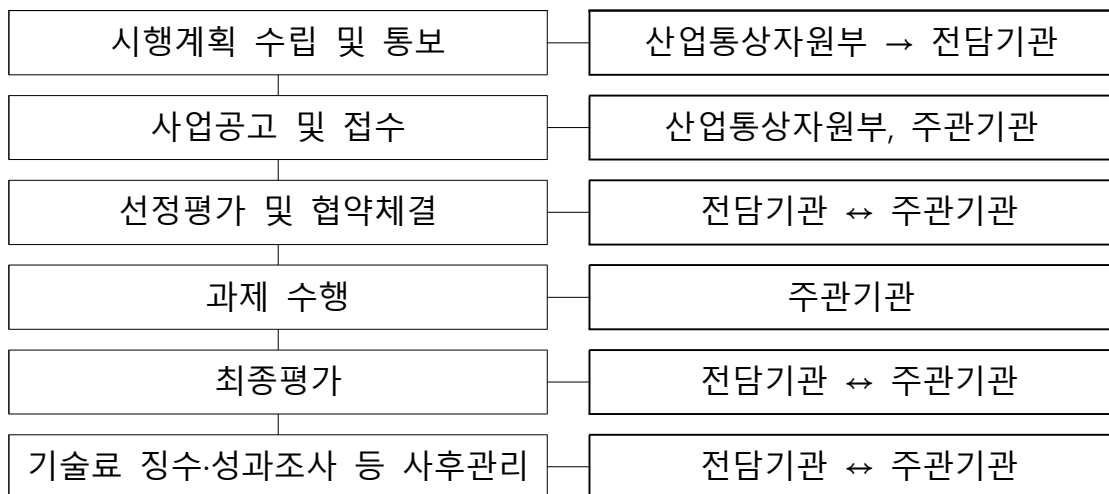 시행계획 수립 및 통보
산업통상자원부 → 전담기관
사업공고 및 접수
산업통상자원부, 주관기관
선정평가 및 협약체결
전담기관 ↔ 주관기관
과제 수행
주관기관
최종평가
전담기관 ↔ 주관기관
기술료 징수·성과조사 등 사후관리
전담기관 ↔ 주관기관